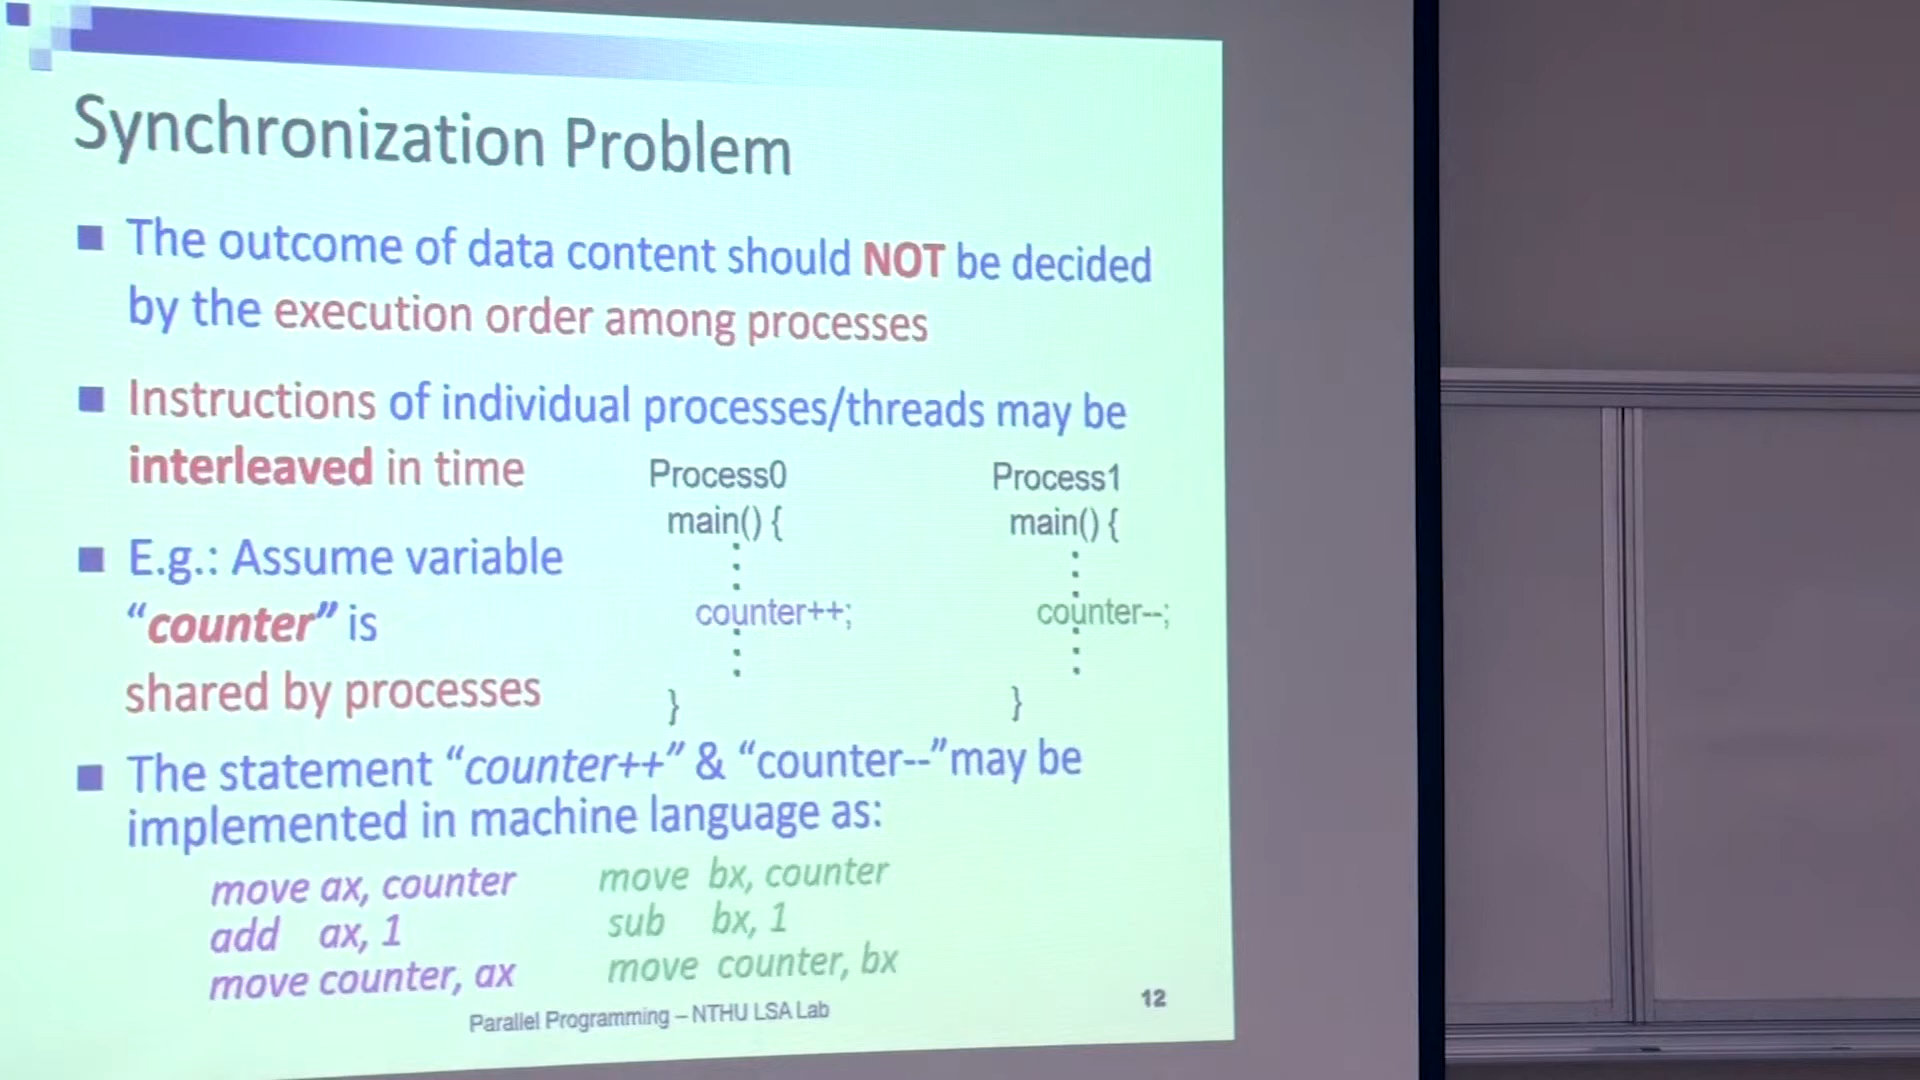 Synchronization Problem
The outcome of data content should NOT be decided
by the execution order among processes
Instructions of individual processes/threads may be
interleaved in time
E.g.: Assume variable
“counter” is
shared by processes
Process0
main() {
counter++;
}
Process1
main() {
counter--;
}
The statement “counter++” & “counter--”may be
implemented in machine language as:
move ax, counter
add ax, 1
move counter, ax
move bx, counter
sub bx, 1
move counter, bx
Parallel Programming – NTHU LSA Lab
12